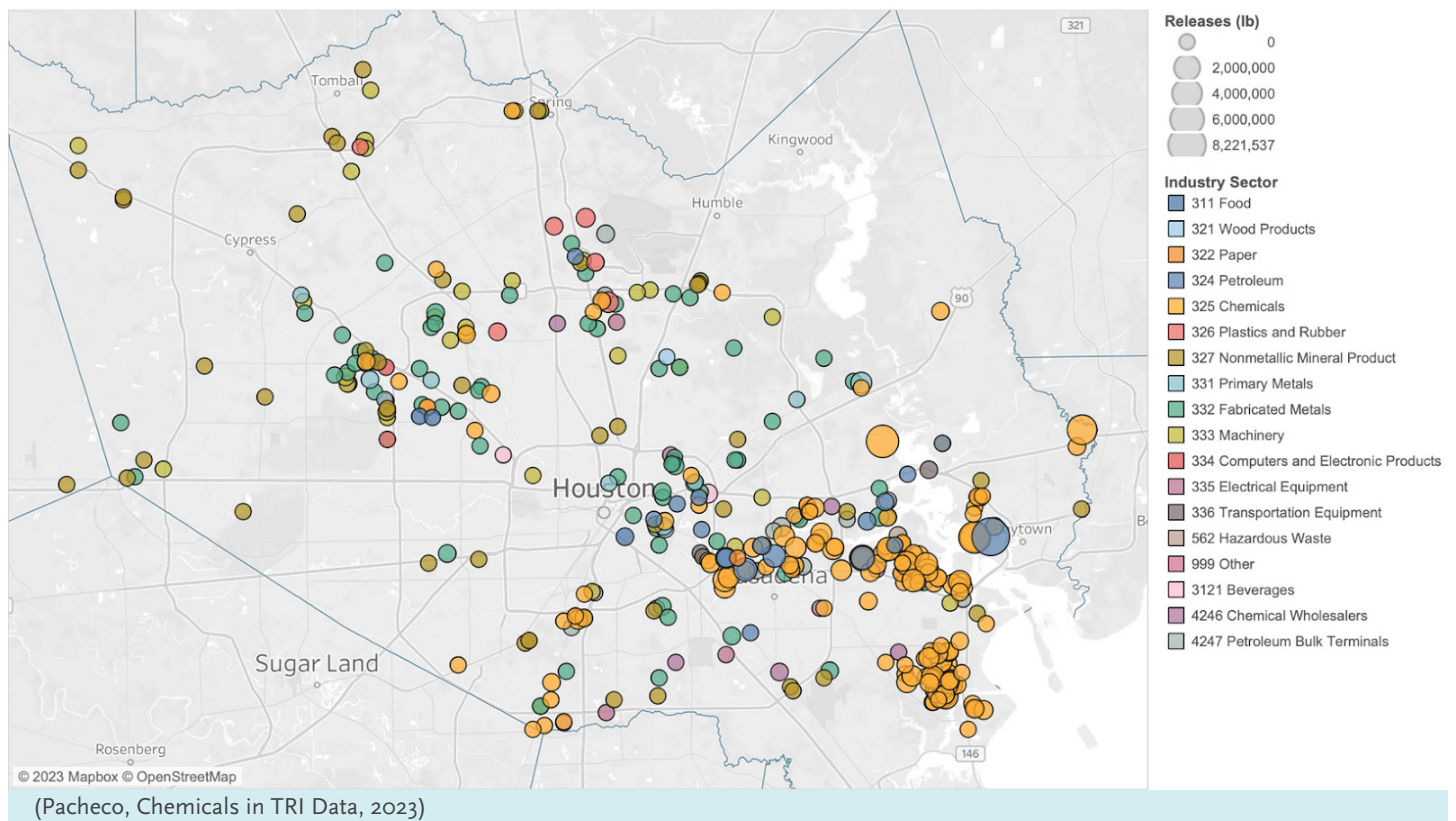 321
Tomball
Spring
Kingwood
Humble
Cypress
90
Houston
ytown
B
adena
Sugar Land
Rosenberg
146
© 2023 Mapbox © OpenStreetMap
Releases (lb)
0
2,000,000
4,000,000
6,000,000
8,221,537
Industry Sector
311 Food
321 Wood Products
322 Paper
324 Petroleum
325 Chemicals
326 Plastics and Rubber
327 Nonmetallic Mineral Product
331 Primary Metals
332 Fabricated Metals
333 Machinery
334 Computers and Electronic Products
335 Electrical Equipment
336 Transportation Equipment
562 Hazardous Waste
999 Other
3121 Beverages
4246 Chemical Wholesalers
4247 Petroleum Bulk Terminals
(Pacheco, Chemicals in TRI Data, 2023)